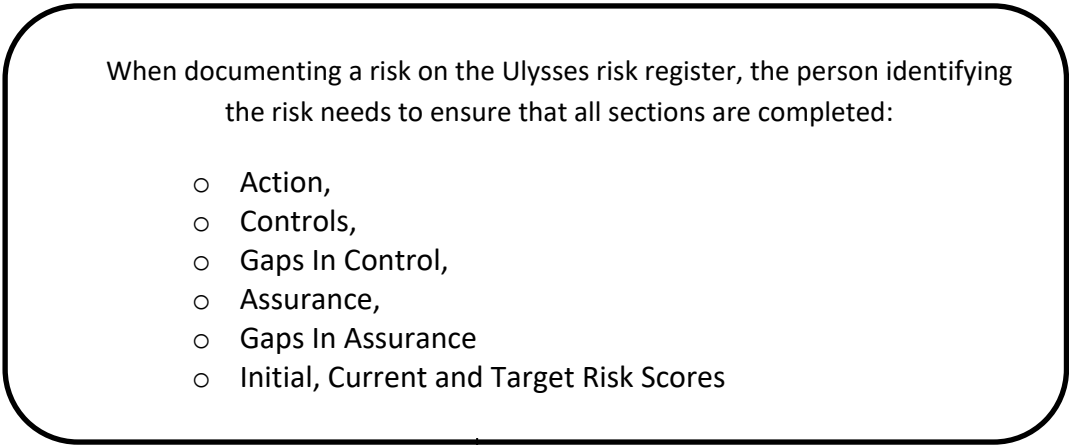 When documenting a risk on the Ulysses risk register, the person identifying
the risk needs to ensure that all sections are completed:
o Action,
o Controls,
o Gaps In Control,
o Assurance,
o Gaps In Assurance
o Initial, Current and Target Risk Scores